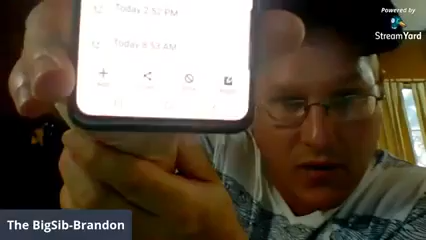 Powered by
StreamYard
Today 2:52 PM
Today 8:53 AM
The BigSib-Brandon